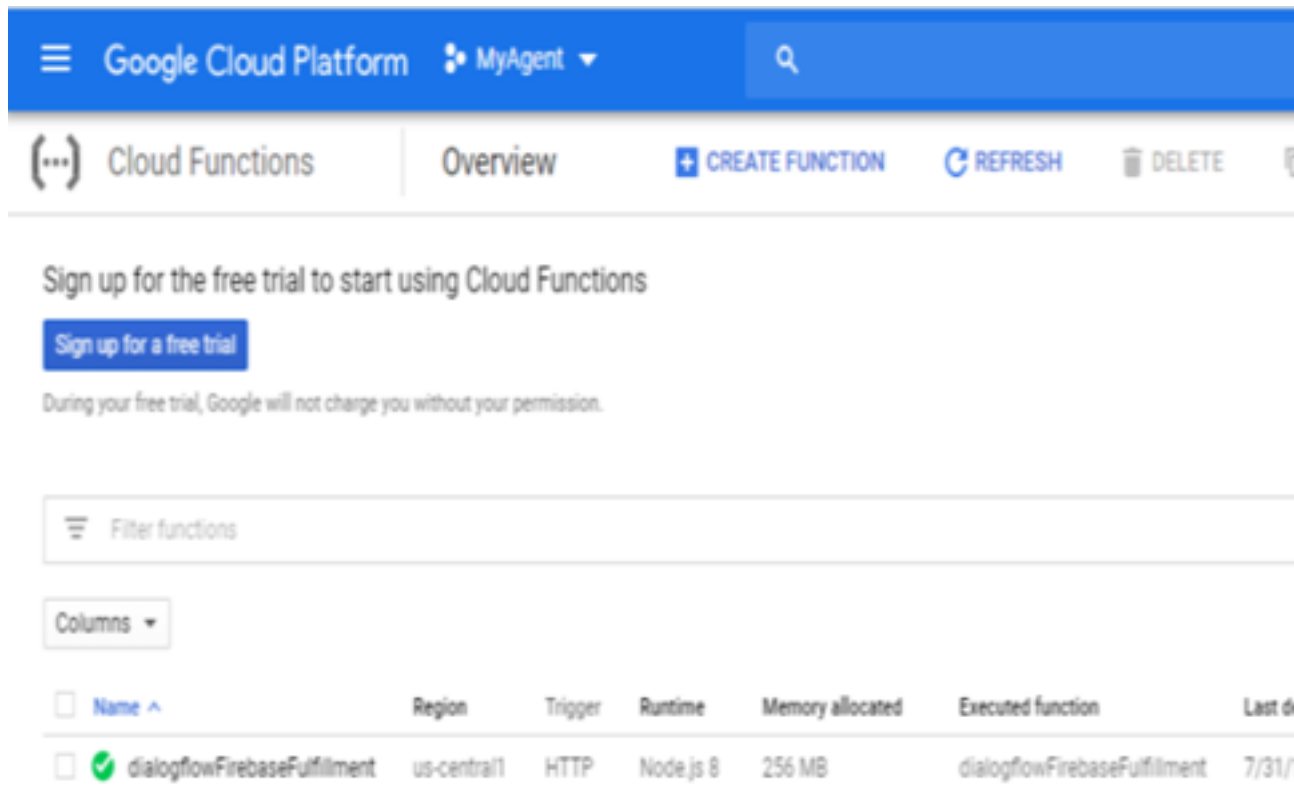 Google Cloud Platform MyAgent
Cloud Functions Overview CREATE FUNCTION REFRESH DELETE
Sign up for the free trial to start using Cloud Functions
Sign up for a free trial
During your free trial, Google will not charge you without your permission.
Filter functions
Columns
Name Region Trigger Runtime Memory allocated Executed function Last
dialogflowFirebaseFulfillment us-central1 HTTP Node.js 8 256 MB dialogflowFirebaseFulfillment 7/31/